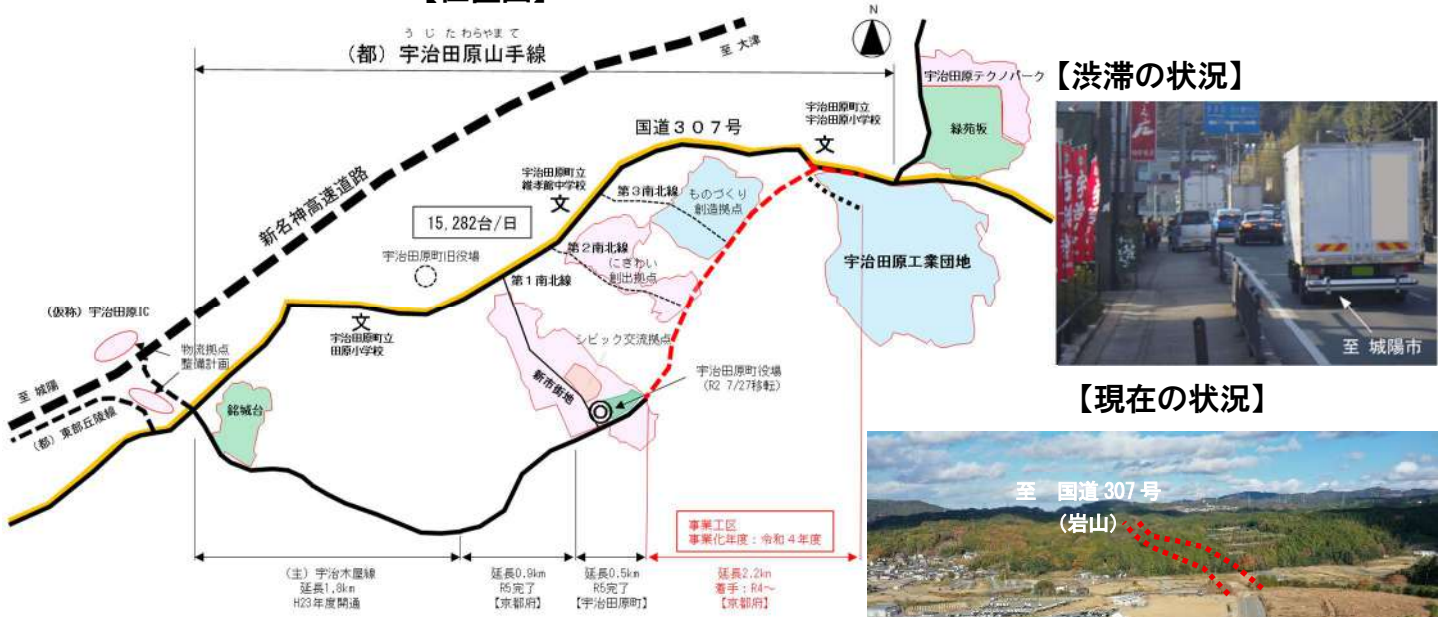 うじたわらやまて
(都)宇治田原山手線
至 大津
N
宇治田原テクノパーク
緑苑坂
宇治田原町立
宇治田原小学校
国道307号
新名神高速道路
宇治田原町立
維孝館中学校
第3南北線
ものづくり
創造拠点
15,282台/日
宇治田原町旧役場
第2南北線
にぎわい
創出拠点
第1南北線
宇治田原工業団地
(仮称)宇治田原IC
物流拠点
整備計画
宇治田原町立
田原小学校
シビック交流拠点
宇治田原町役場
(R2 7/27移転)
新市街地
至 城陽
(都)東部丘陵線
銘城台
事業工区
事業化年度:令和4年度
(主)宇治木屋線
延長1.8km
H23年度開通
延長0.9km
R5完了
【京都府】
延長0.5km
R5完了
【宇治田原町】
延長2.2km
着手:R4~
【京都府】
【渋滞の状況】
至 城陽市
【現在の状況】
至 国道307号
(岩山)